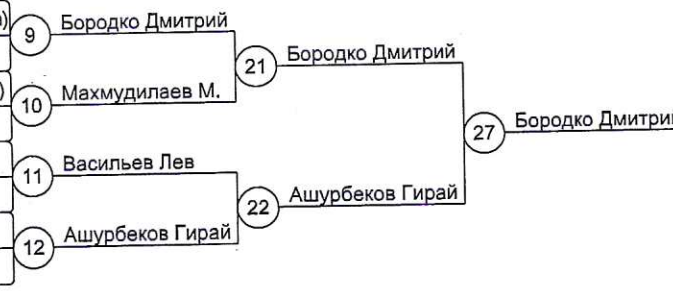 9
Бородко Дмитрий
21
Бородко Дмитрий
10
Махмудилаев М.
27
Бородко Дмитрий
11
Васильев Лев
22
Ашурбеков Гирай
12
Ашурбеков Гирай